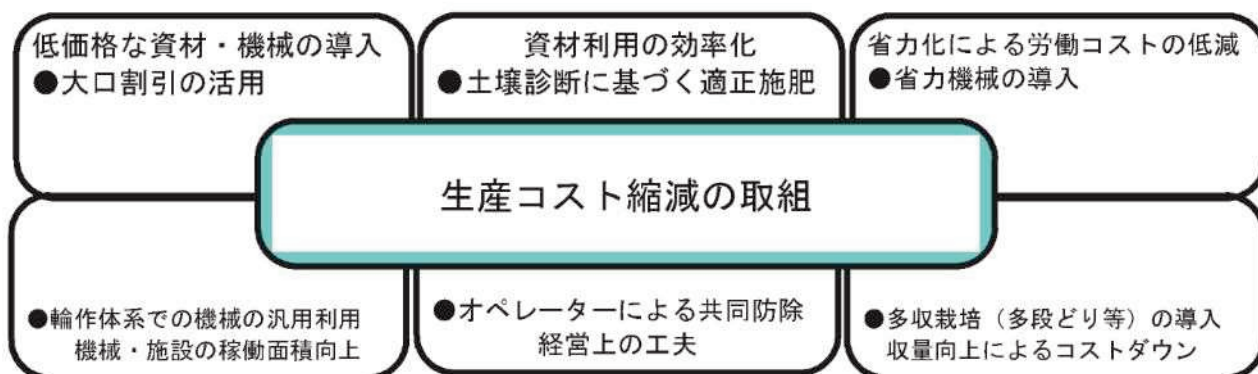 低価格な資材・機械の導入
●大口割引の活用
資材利用の効率化
●土壌診断に基づく適正施肥
省力化による労働コストの低減
●省力機械の導入
生産コスト縮減の取組
●輪作体系での機械の汎用利用
機械・施設の稼働面積向上
●オペレーターによる共同防除
経営上の工夫
●多収栽培（多段どり等）の導入
収量向上によるコストダウン